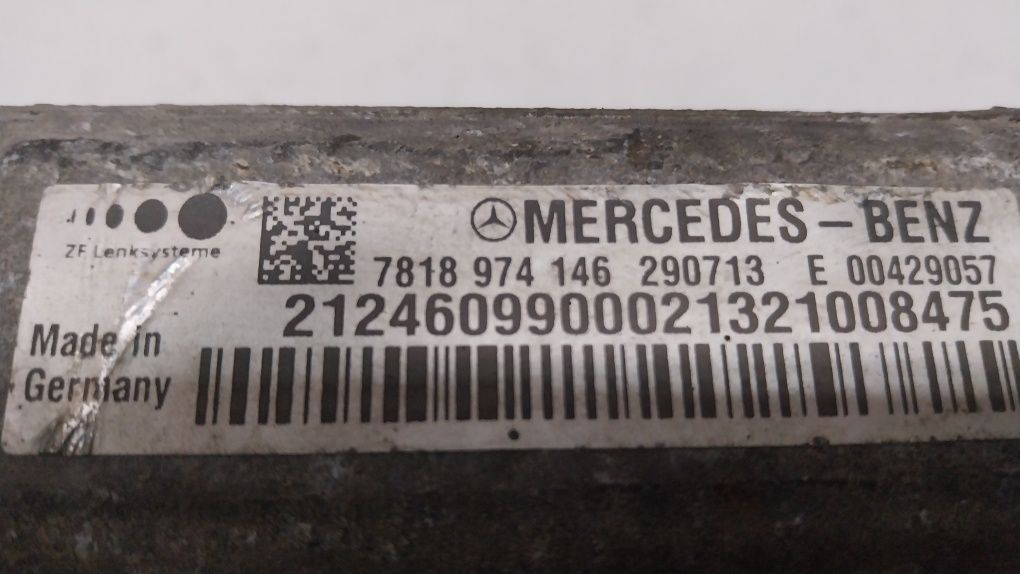 MERCEDES-BENZ
ZF Lenksysteme
7818 974 146 290713 E 00429057
2124609900021321008475
Made in
Germany